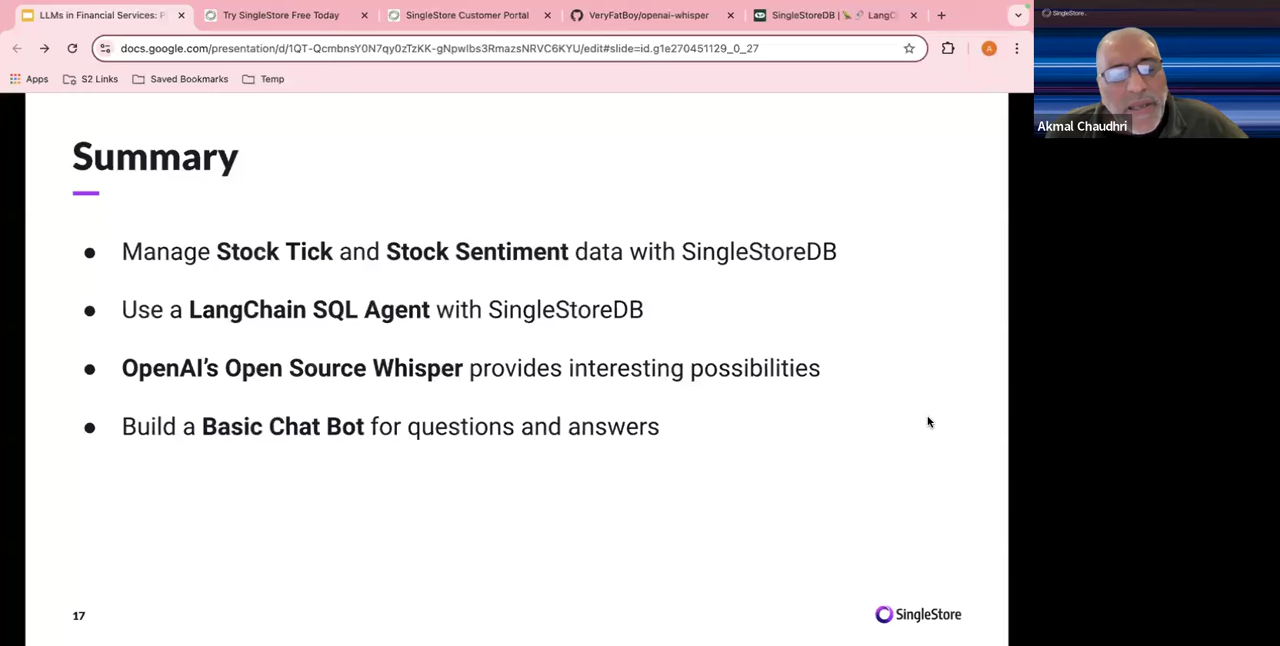 LLMs in Financial Services: P
Try SingleStore Free Today
SingleStore Customer Portal
VeryFatBoy/openai-whisper
SingleStoreDB | 🦜🔗 LangC
docs.google.com/presentation/d/1QT-QcmbnsY0N7qy0zTzKK-gNpwIbs3RmazsNRVC6KYU/edit#slide=id.g1e270451129_0_27
A
Apps
S2 Links
Saved Bookmarks
Temp
SingleStore
Akmal Chaudhri
Summary
● Manage Stock Tick and Stock Sentiment data with SingleStoreDB
● Use a LangChain SQL Agent with SingleStoreDB
● OpenAI’s Open Source Whisper provides interesting possibilities
● Build a Basic Chat Bot for questions and answers
17
SingleStore